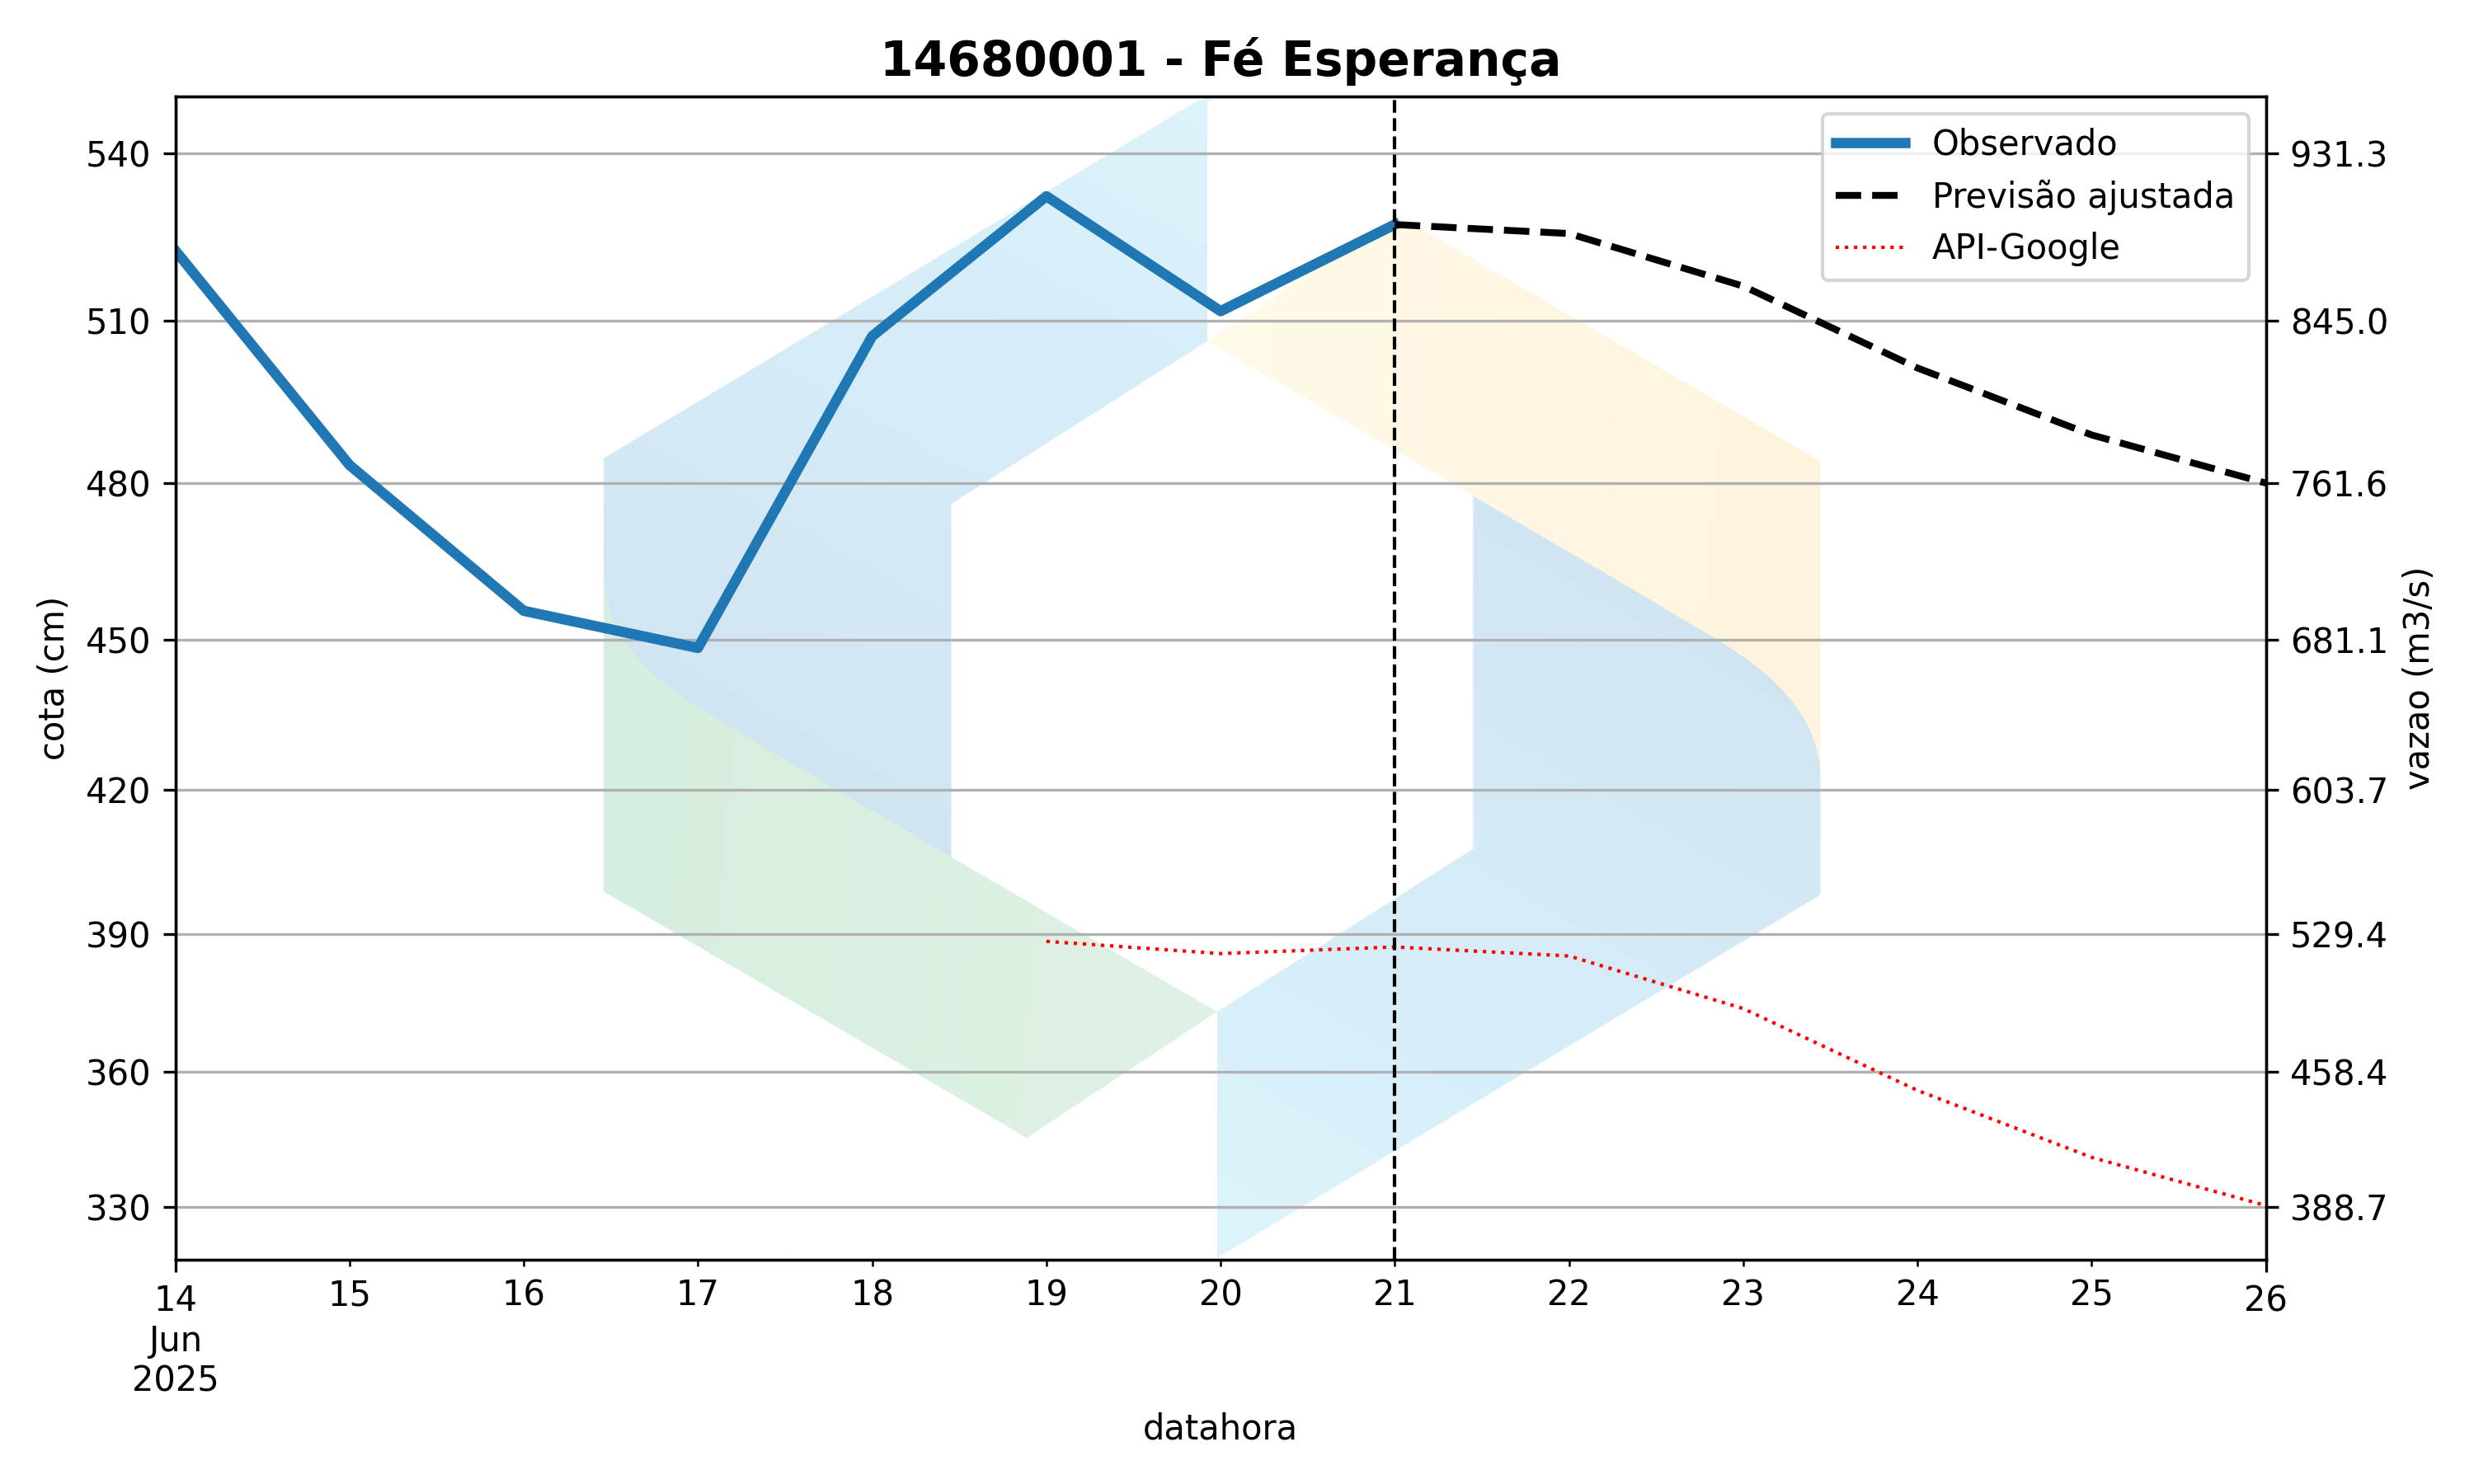 14680001 - Fé Esperança
Observado
Previsão ajustada
API-Google
cota (cm)
540
510
480
450
420
390
360
330
931.3
845.0
761.6
681.1
603.7
529.4
458.4
388.7
vazao (m3/s)
14 15 16 17 18 19 20 21 22 23 24 25 26
Jun
2025
datahora